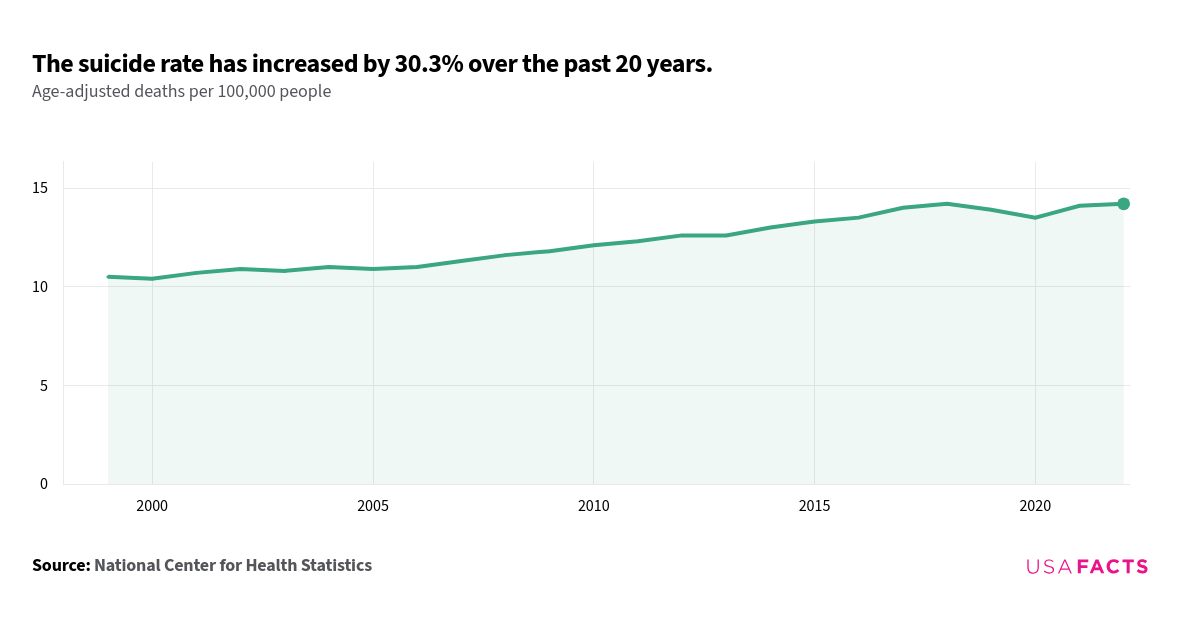 The suicide rate has increased by 30.3% over the past 20 years.
Age-adjusted deaths per 100,000 people
15
10
5
0
2000 2005 2010 2015 2020
Source: National Center for Health Statistics
USAFACTS